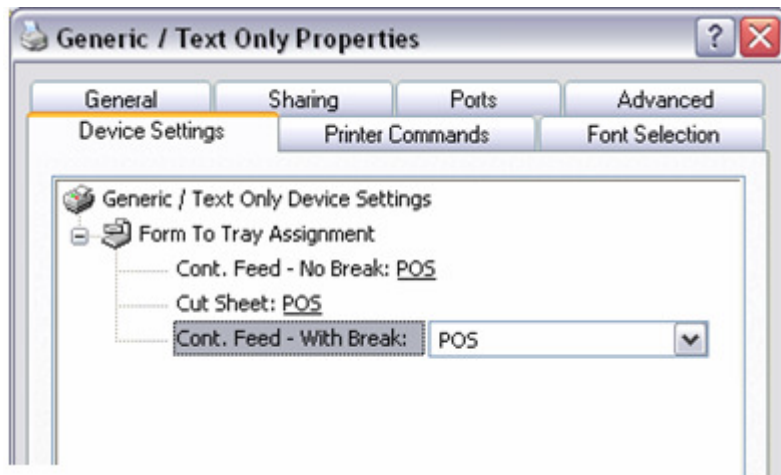 Generic / Text Only Properties
?
General Sharing Ports Advanced
Device Settings Printer Commands Font Selection
Generic / Text Only Device Settings
Form To Tray Assignment
Cont. Feed - No Break: POS
Cut Sheet: POS
Cont. Feed - With Break: POS